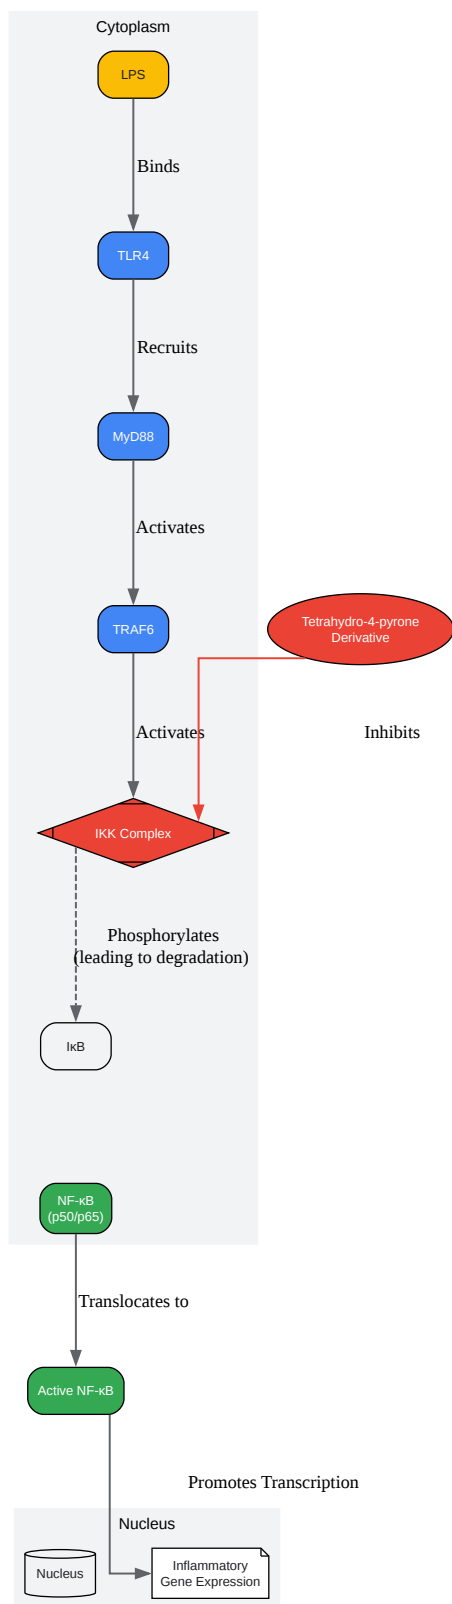 Cytoplasm
LPS
Binds
TLR4
Recruits
MyD88
Activates
TRAF6
Tetrahydro-4-pyrone
Derivative
Activates
Inhibits
IKK Complex
Phosphorylates
(leading to degradation)
IκB
NF-κB
(p50/p65)
Translocates to
Active NF-κB
Promotes Transcription
Nucleus
Nucleus
Inflammatory
Gene Expression